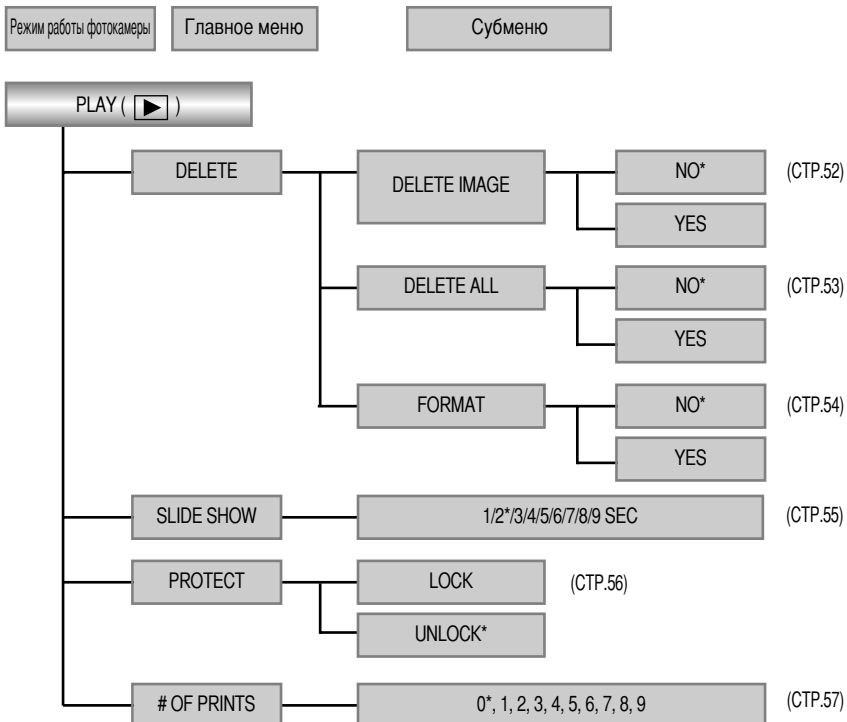 Режим работы фотокамеры Главное меню Субменю
PLAY ( ▶ )
DELETE DELETE IMAGE NO* (СТР.52)
YES
DELETE ALL NO* (СТР.53)
YES
FORMAT NO* (СТР.54)
YES
SLIDE SHOW 1/2*/3/4/5/6/7/8/9 SEC (СТР.55)
PROTECT LOCK (СТР.56)
UNLOCK*
# OF PRINTS 0*, 1, 2, 3, 4, 5, 6, 7, 8, 9 (СТР.57)